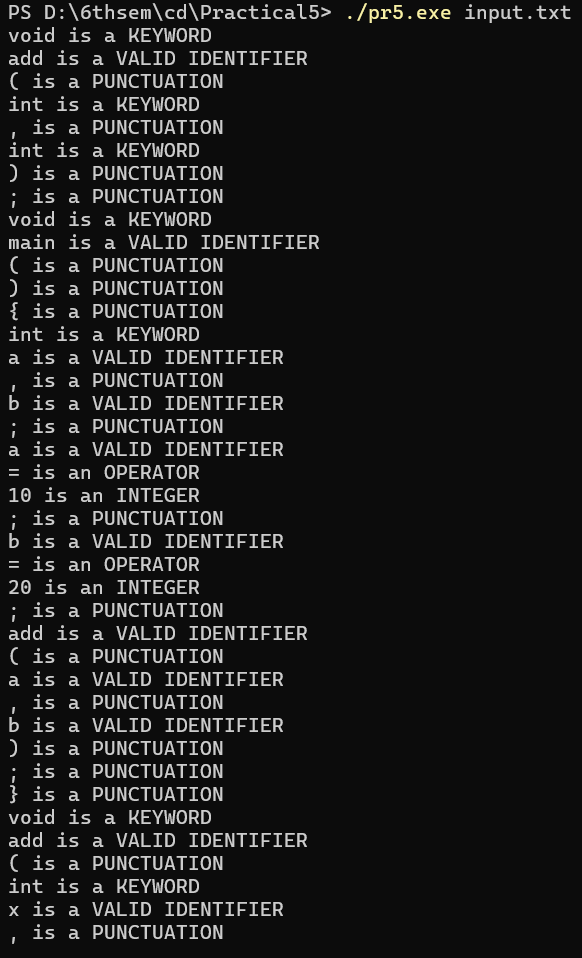 PS D:\6thsem\cd\Practical5> ./pr5.exe input.txt
void is a KEYWORD
add is a VALID IDENTIFIER
( is a PUNCTUATION
int is a KEYWORD
, is a PUNCTUATION
int is a KEYWORD
) is a PUNCTUATION
; is a PUNCTUATION
void is a KEYWORD
main is a VALID IDENTIFIER
( is a PUNCTUATION
) is a PUNCTUATION
{ is a PUNCTUATION
int is a KEYWORD
a is a VALID IDENTIFIER
, is a PUNCTUATION
b is a VALID IDENTIFIER
; is a PUNCTUATION
a is a VALID IDENTIFIER
= is an OPERATOR
10 is an INTEGER
; is a PUNCTUATION
b is a VALID IDENTIFIER
= is an OPERATOR
20 is an INTEGER
; is a PUNCTUATION
add is a VALID IDENTIFIER
( is a PUNCTUATION
a is a VALID IDENTIFIER
, is a PUNCTUATION
b is a VALID IDENTIFIER
) is a PUNCTUATION
; is a PUNCTUATION
} is a PUNCTUATION
void is a KEYWORD
add is a VALID IDENTIFIER
( is a PUNCTUATION
int is a KEYWORD
x is a VALID IDENTIFIER
, is a PUNCTUATION